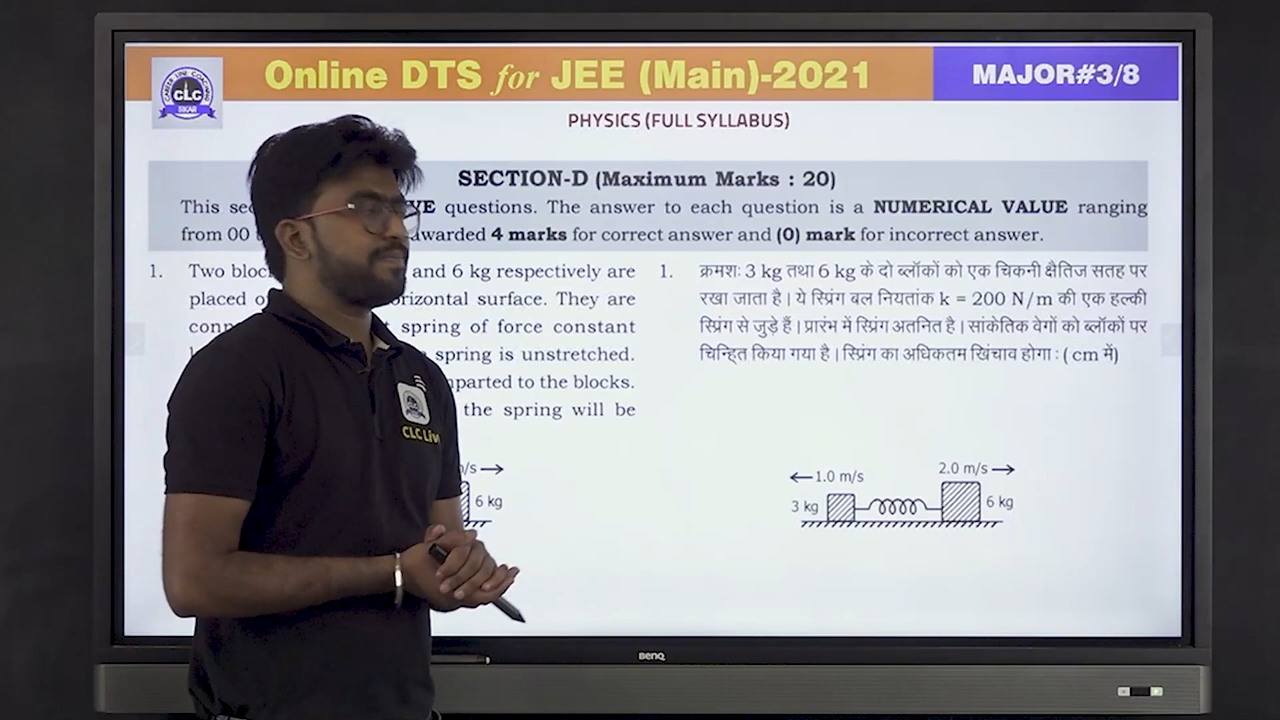 Online DTS for JEE (Main)-2021
MAJOR#3/8
CLC
SIKAR
PHYSICS (FULL SYLLABUS)
SECTION-D (Maximum Marks : 20)
This VE questions. The answer to each question is a NUMERICAL VALUE ranging
from 00 awarded 4 marks for correct answer and (0) mark for incorrect answer.
1. Two and 6 kg respectively are
placed orizontal surface. They are
spring of force constant
spring is unstretched.
mparted to the blocks.
the spring will be
/s →
6 kg
1. क्रमशः 3 kg तथा 6 kg के दो ब्लॉकों को एक चिकनी क्षैतिज सतह पर
रखा जाता है। ये स्प्रिंग बल नियतांक k = 200 N/m की एक हल्की
स्प्रिंग से जुड़े हैं। प्रारंभ में स्प्रिंग अतनित है। सांकेतिक वेगों को ब्लॉकों पर
चिन्हित किया गया है। स्प्रिंग का अधिकतम खिंचाव होगा : ( cm में)
← 1.0 m/s 2.0 m/s →
3 kg 6 kg
CLC Live
BenQ